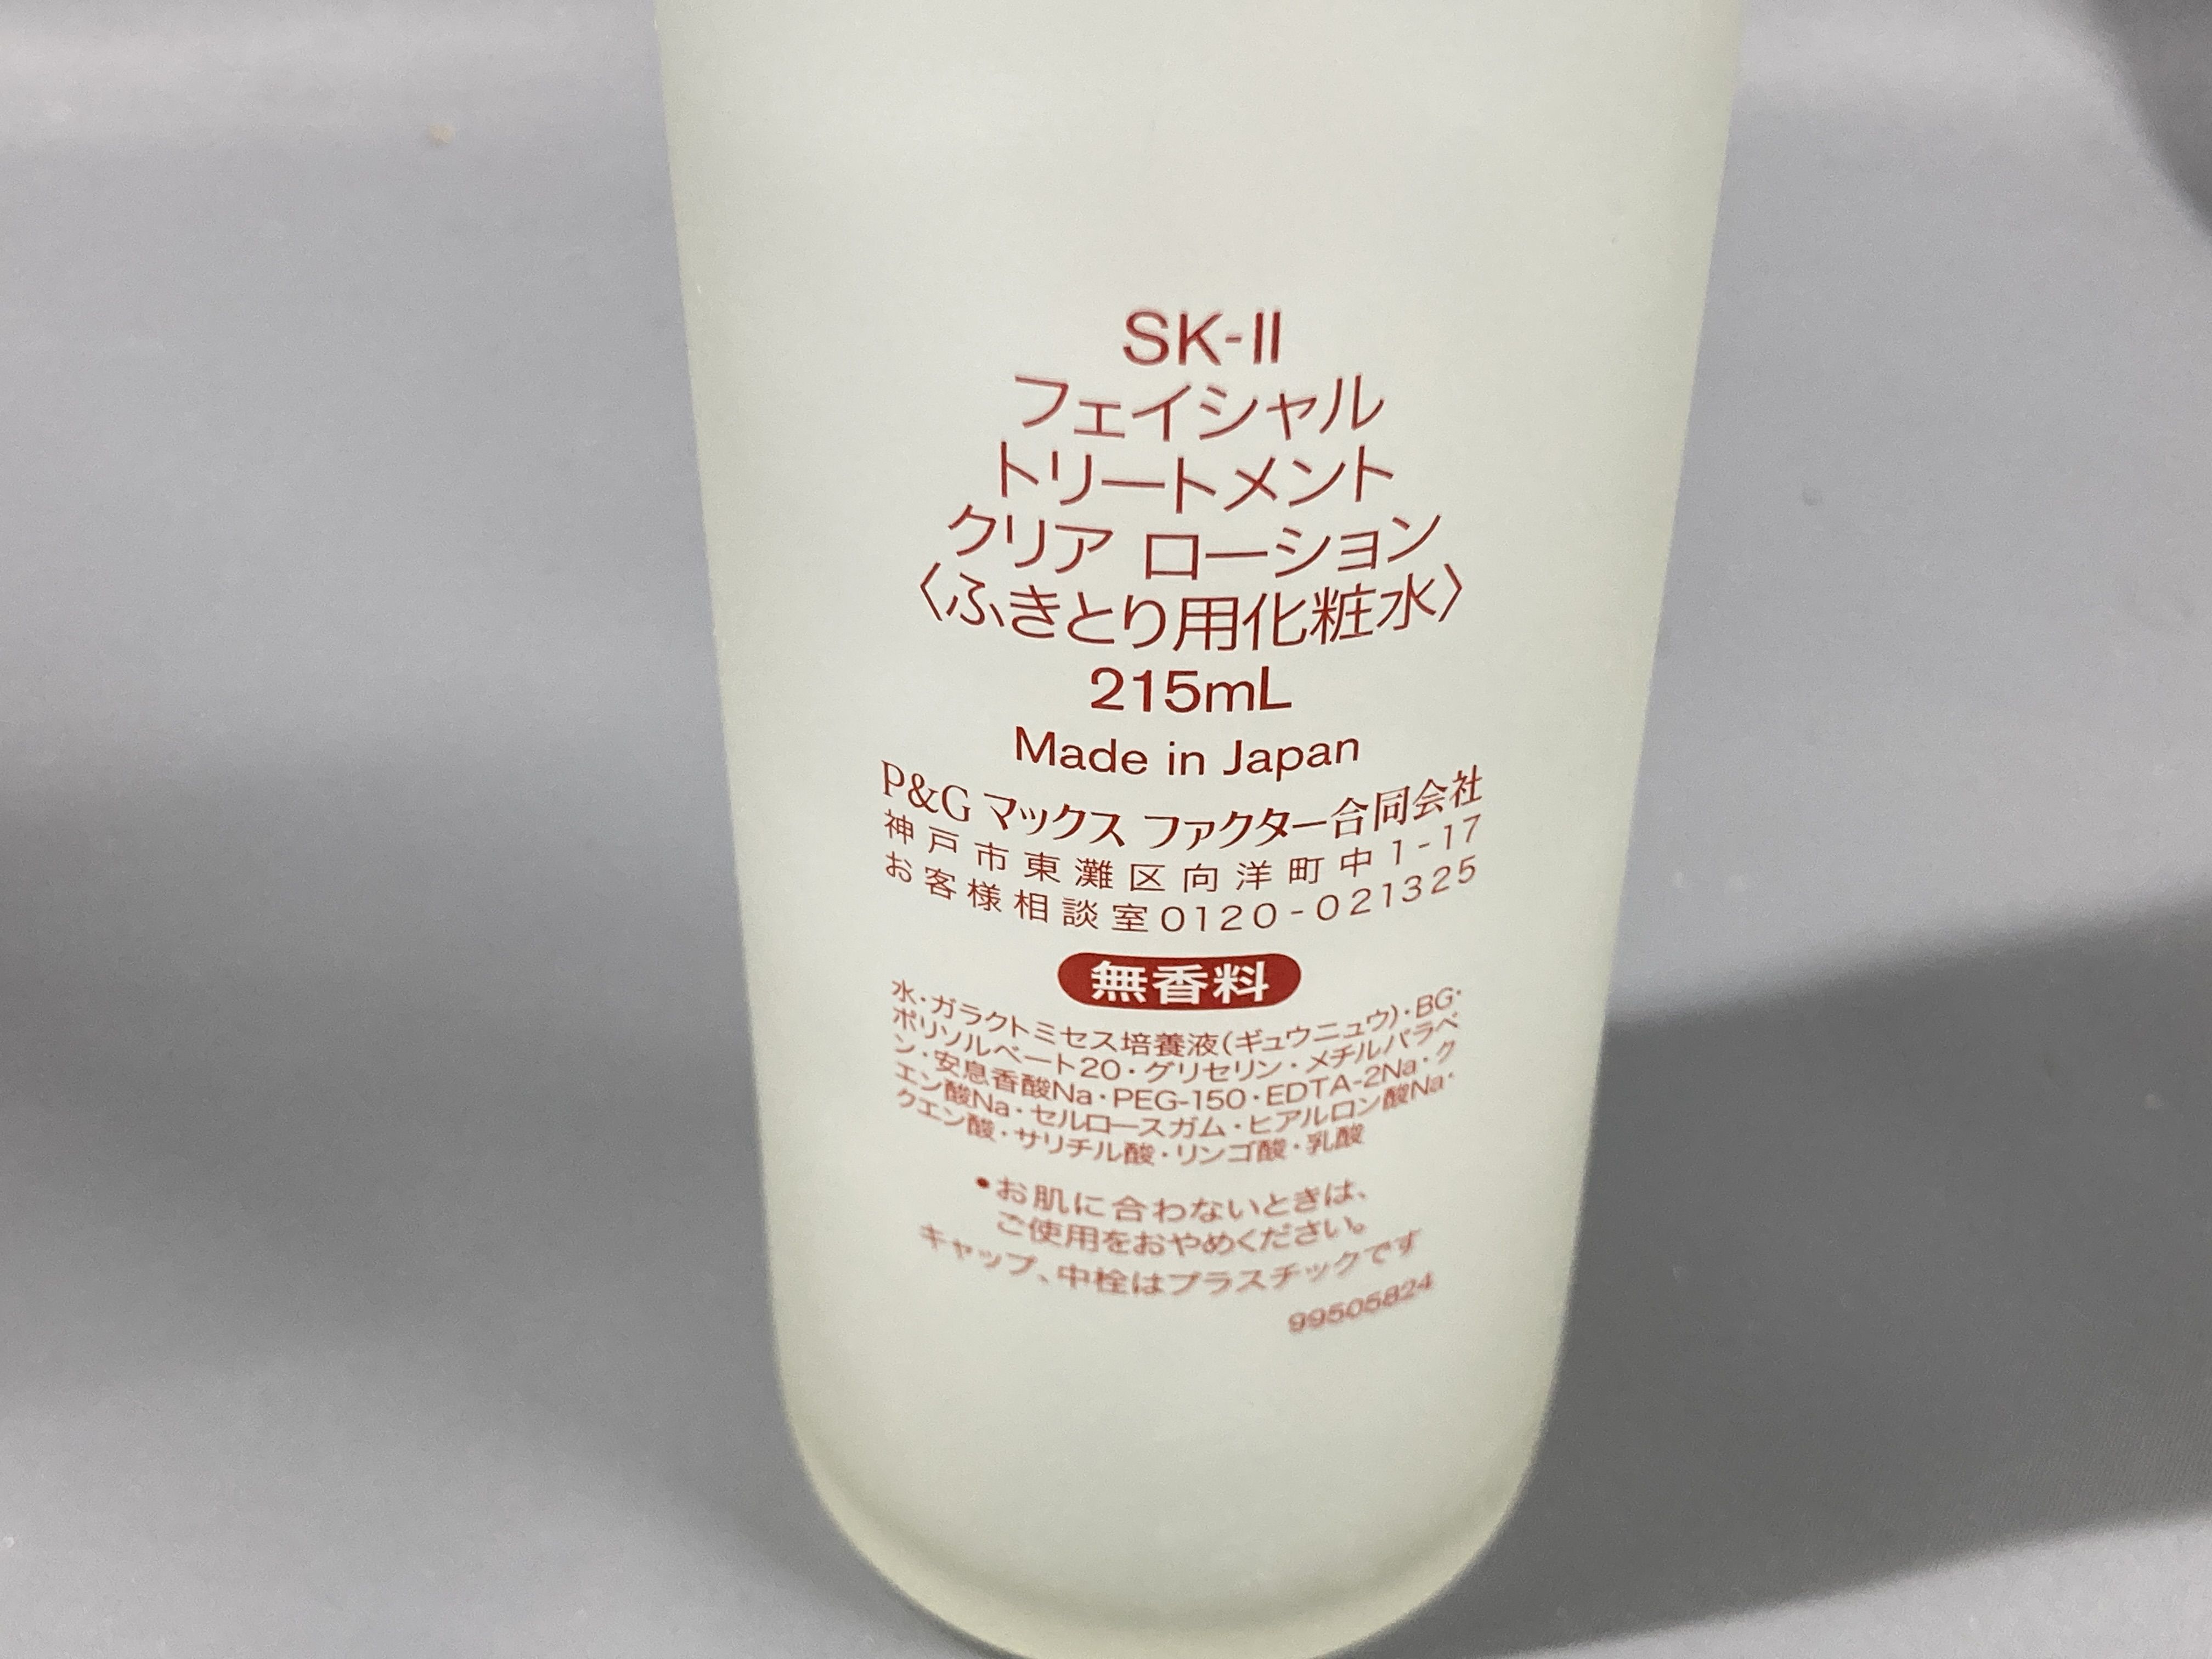 SK-II
フェイシャル
トリートメント
クリア ローション
〈ふきとり用化粧水〉
215mL
Made in Japan
P&G マックス ファクター合同会社
神戸市東灘区向洋町中1-17
お客様相談室0120-021325
無香料
水・ガラクトミセス培養液(ギュウニュウ)・BG・
ポリソルベート20・グリセリン・メチルパラベ
ン・安息香酸Na・PEG-150・EDTA-2Na・ク
エン酸Na・セルロースガム・ヒアルロン酸Na・
クエン酸・サリチル酸・リンゴ酸・乳酸
•お肌に合わないときは、
ご使用をおやめください。
キャップ、中栓はプラスチックです
99505824